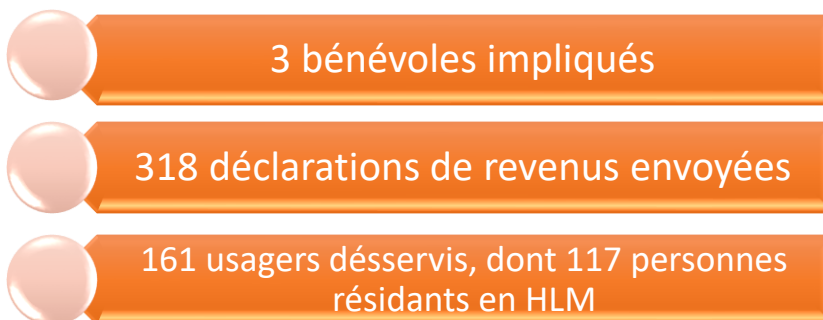 3 bénévoles impliqués
318 déclarations de revenus envoyées
161 usagers désservis, dont 117 personnes
résidants en HLM